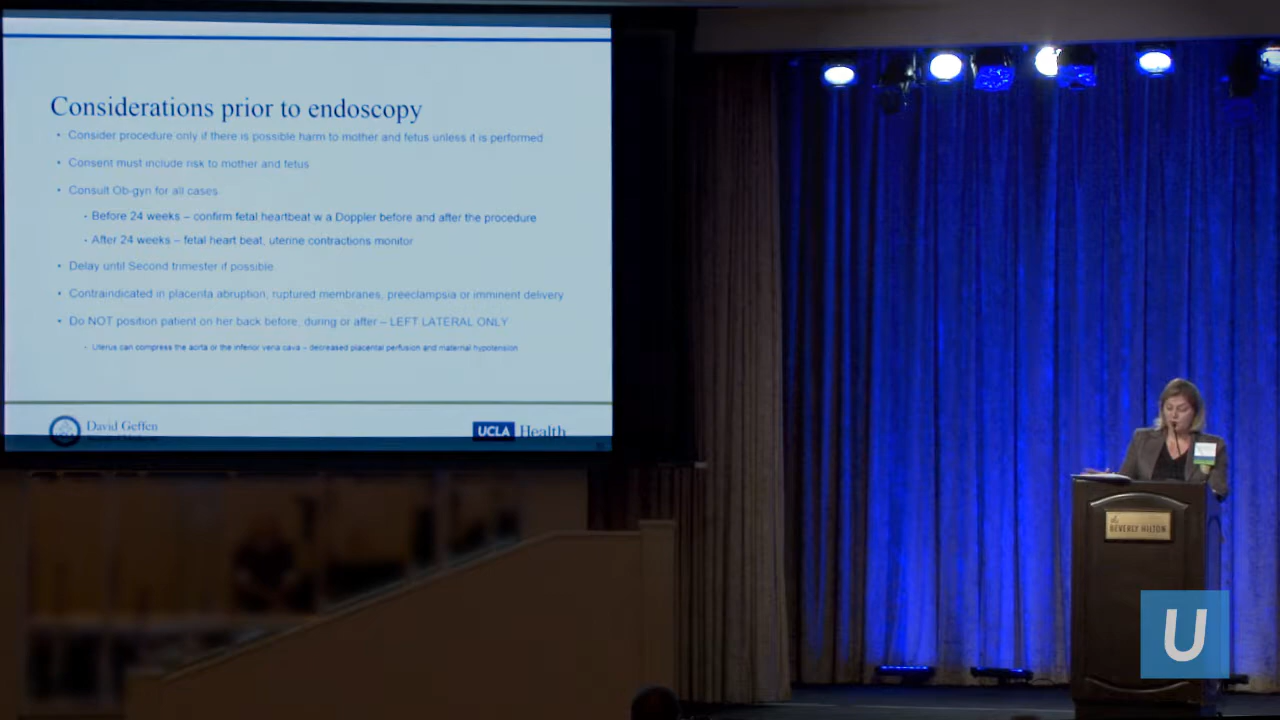 Considerations prior to endoscopy
• Consider procedure only if there is possible harm to mother and fetus unless it is performed
• Consent must include risk to mother and fetus
• Consult Ob-gyn for all cases
- Before 24 weeks – confirm fetal heartbeat w a Doppler before and after the procedure
- After 24 weeks – fetal heart beat, uterine contractions monitor
• Delay until Second trimester if possible
• Contraindicated in placenta abruption, ruptured membranes, preeclampsia or imminent delivery
• Do NOT position patient on her back before, during or after – LEFT LATERAL ONLY
- Uterus can compress the aorta or the inferior vena cava – decreased placental perfusion and maternal hypotension
David Geffen
UCLA Health
the
BEVERLY HILTON
U